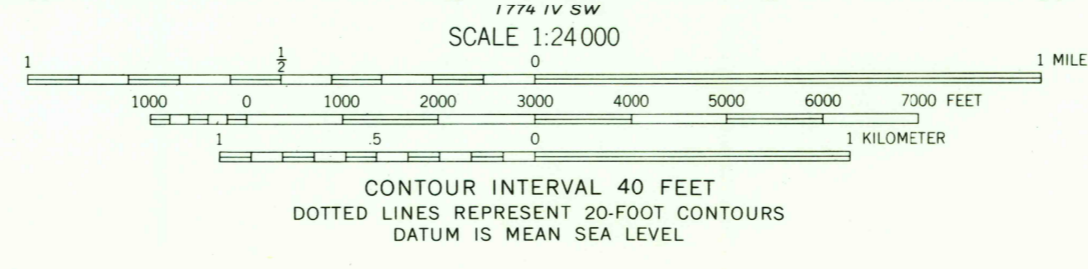 1774 IV SW
SCALE 1:24000
1 1/2 0 1 MILE
1000 0 1000 2000 3000 4000 5000 6000 7000 FEET
1 .5 0 1 KILOMETER
CONTOUR INTERVAL 40 FEET
DOTTED LINES REPRESENT 20-FOOT CONTOURS
DATUM IS MEAN SEA LEVEL